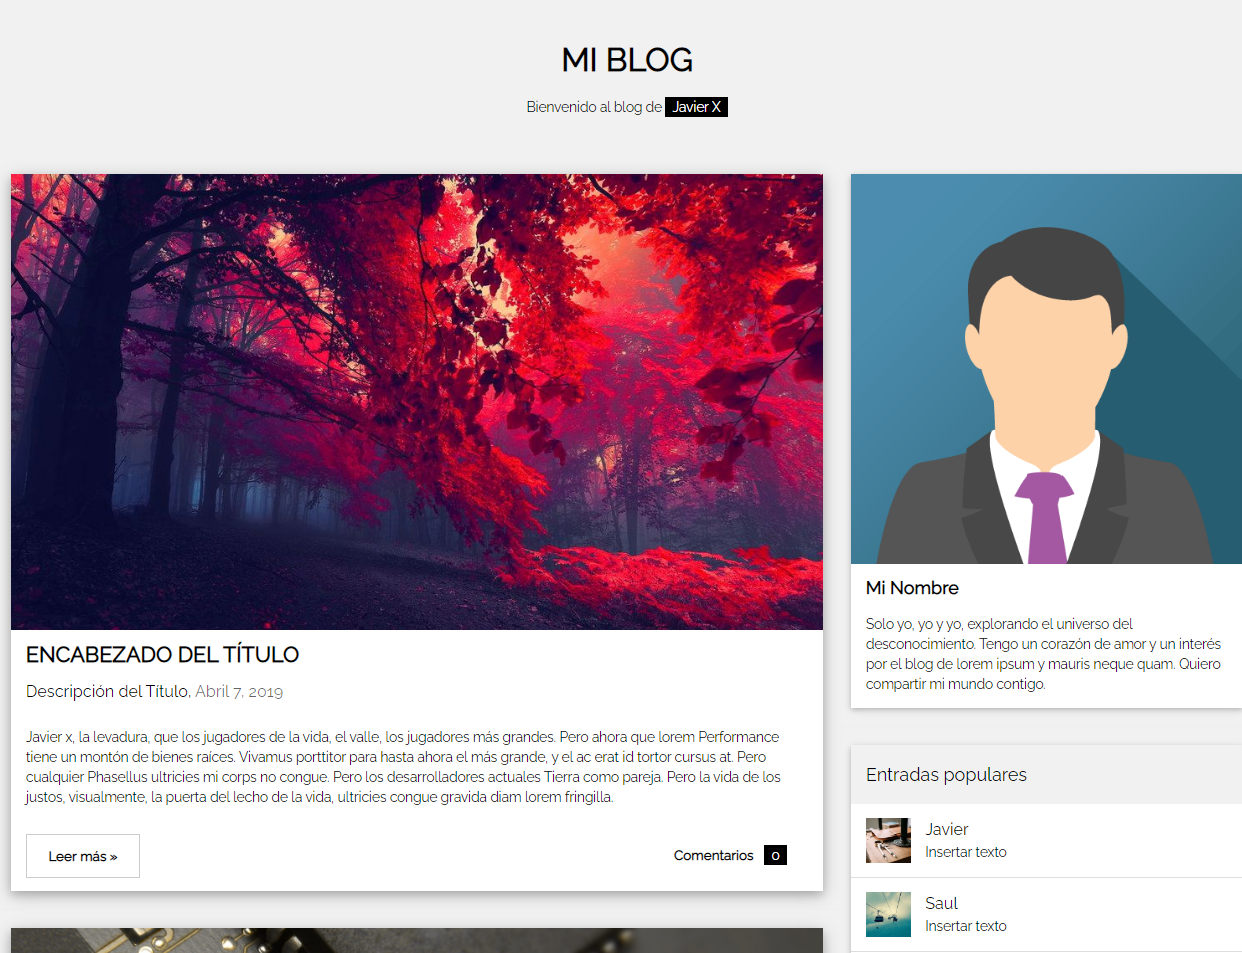 MI BLOG
Bienvenido al blog de Javier X
ENCABEZADO DEL TÍTULO
Descripción del Título, Abril 7, 2019
Javier x, la levadura, que los jugadores de la vida, el valle, los jugadores más grandes. Pero ahora que lorem Performance
tiene un montón de bienes raíces. Vivamus porttitor para hasta ahora el más grande, y el ac erat id tortor cursus at. Pero
cualquier Phasellus ultricies mi corps no congue. Pero los desarrolladores actuales Tierra como pareja. Pero la vida de los
justos, visualmente, la puerta del lecho de la vida, ultricies congue gravida diam lorem fringilla.
Leer más »
Comentarios 0
Mi Nombre
Solo yo, yo y yo, explorando el universo del
desconocimiento. Tengo un corazón de amor y un interés
por el blog de lorem ipsum y mauris neque quam. Quiero
compartir mi mundo contigo.
Entradas populares
Javier
Insertar texto
Saul
Insertar texto